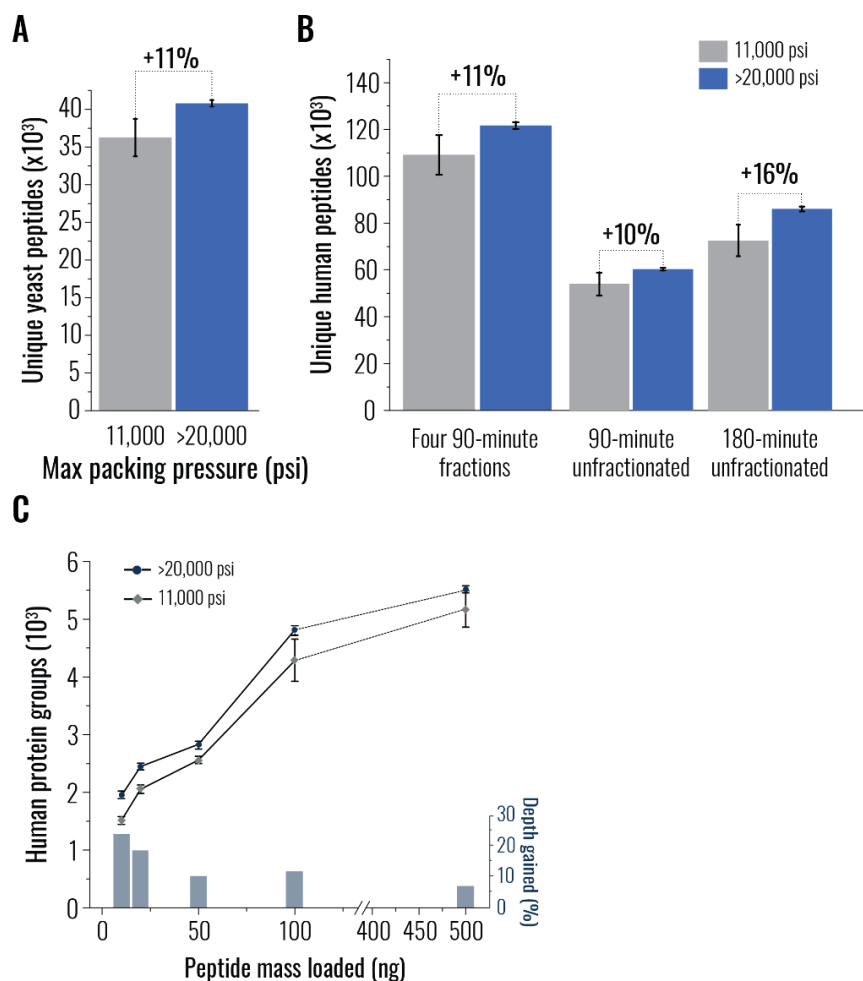 A
+11%
Unique yeast peptides (x10³)
40
35
30
25
20
15
10
5
0
11,000 >20,000
Max packing pressure (psi)
B
11,000 psi
>20,000 psi
+11%
+10%
+16%
Unique human peptides (x10³)
140
120
100
80
60
40
20
0
Four 90-minute
fractions
90-minute
unfractionated
180-minute
unfractionated
C
>20,000 psi
11,000 psi
Human protein groups (10³)
6
5
4
3
2
1
0
Depth gained (%)
30
20
10
0
0 50 100 400 450 500
Peptide mass loaded (ng)